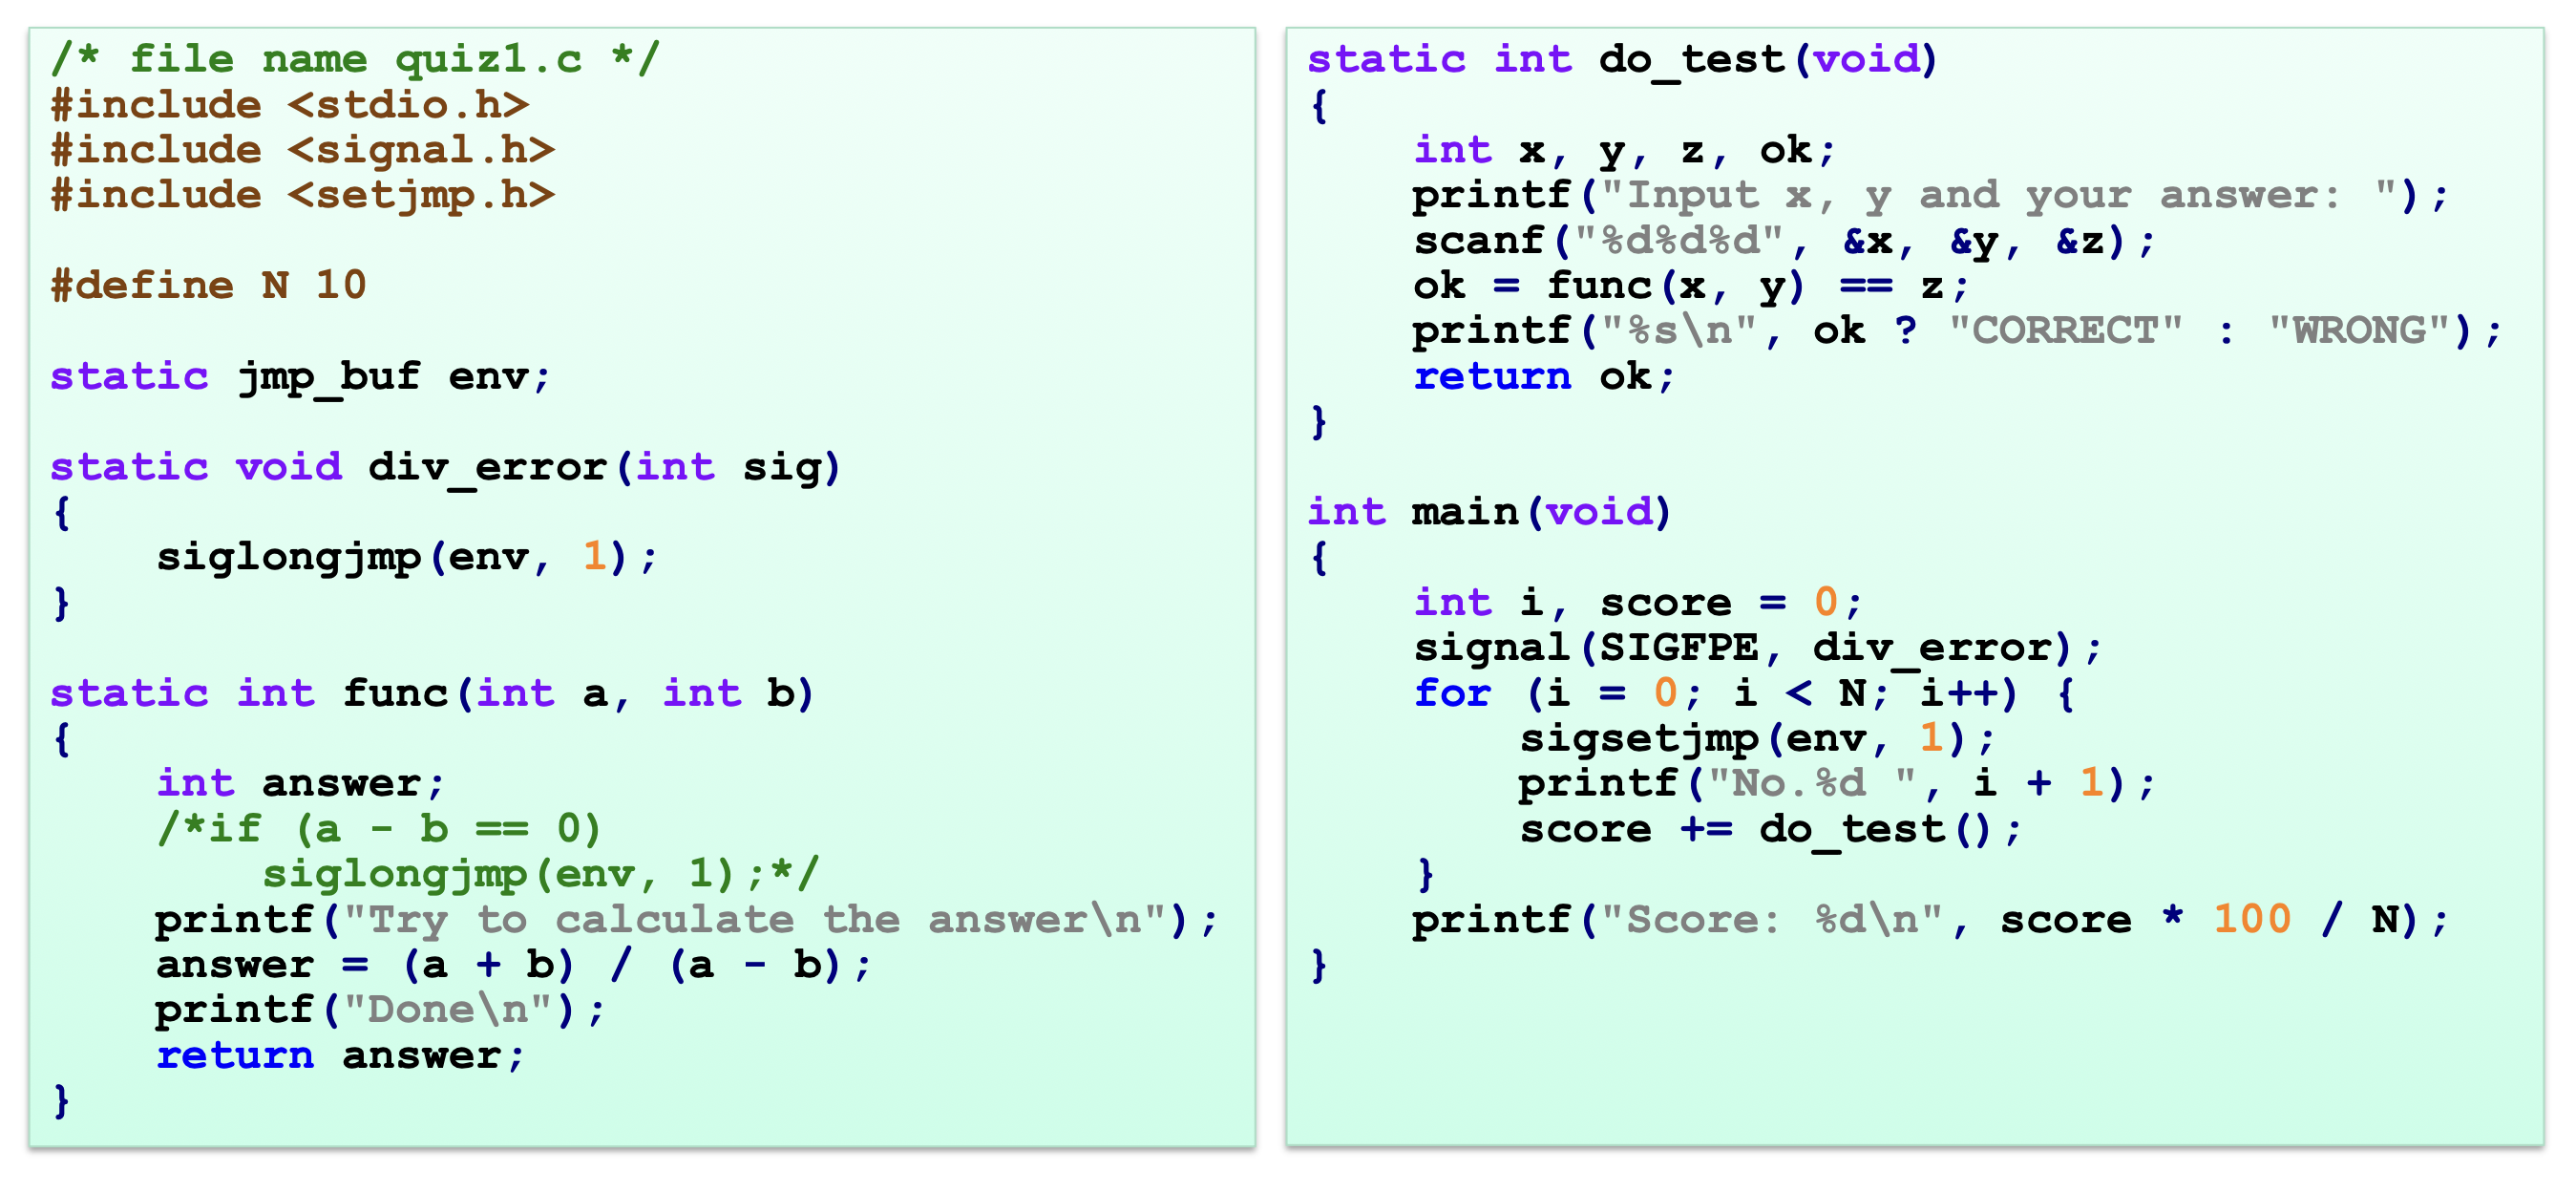 /* file name quiz1.c */
#include <stdio.h>
#include <signal.h>
#include <setjmp.h>

#define N 10

static jmp_buf env;

static void div_error(int sig)
{
    siglongjmp(env, 1);
}

static int func(int a, int b)
{
    int answer;
    /*if (a - b == 0)
        siglongjmp(env, 1);*/
    printf("Try to calculate the answer\n");
    answer = (a + b) / (a - b);
    printf("Done\n");
    return answer;
}

static int do_test(void)
{
    int x, y, z, ok;
    printf("Input x, y and your answer: ");
    scanf("%d%d%d", &x, &y, &z);
    ok = func(x, y) == z;
    printf("%s\n", ok ? "CORRECT" : "WRONG");
    return ok;
}

int main(void)
{
    int i, score = 0;
    signal(SIGFPE, div_error);
    for (i = 0; i < N; i++) {
        sigsetjmp(env, 1);
        printf("No.%d ", i + 1);
        score += do_test();
    }
    printf("Score: %d\n", score * 100 / N);
}